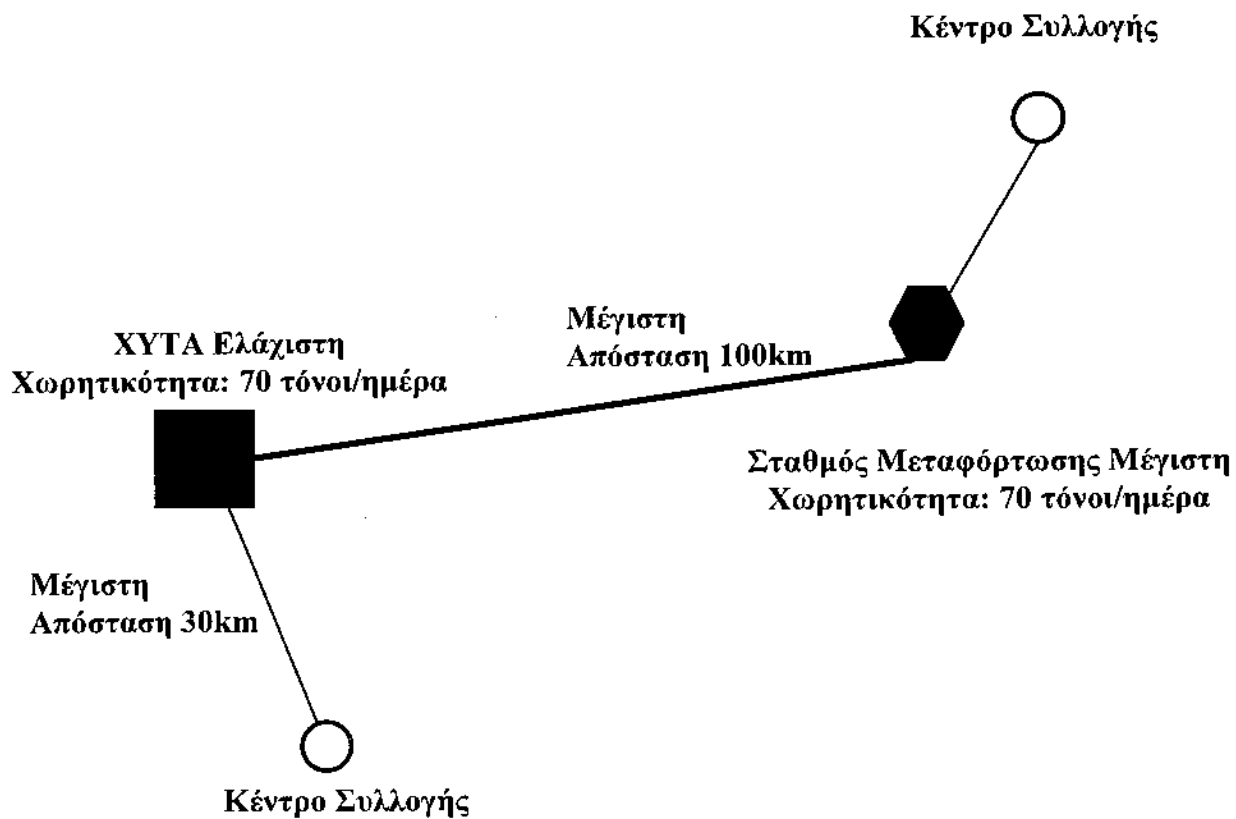 Κέντρο Συλλογής
ΧΥΤΑ Ελάχιστη
Χωρητικότητα: 70 τόνοι/ημέρα
Μέγιστη
Απόσταση 100km
Σταθμός Μεταφόρτωσης Μέγιστη
Χωρητικότητα: 70 τόνοι/ημέρα
Μέγιστη
Απόσταση 30km
Κέντρο Συλλογής